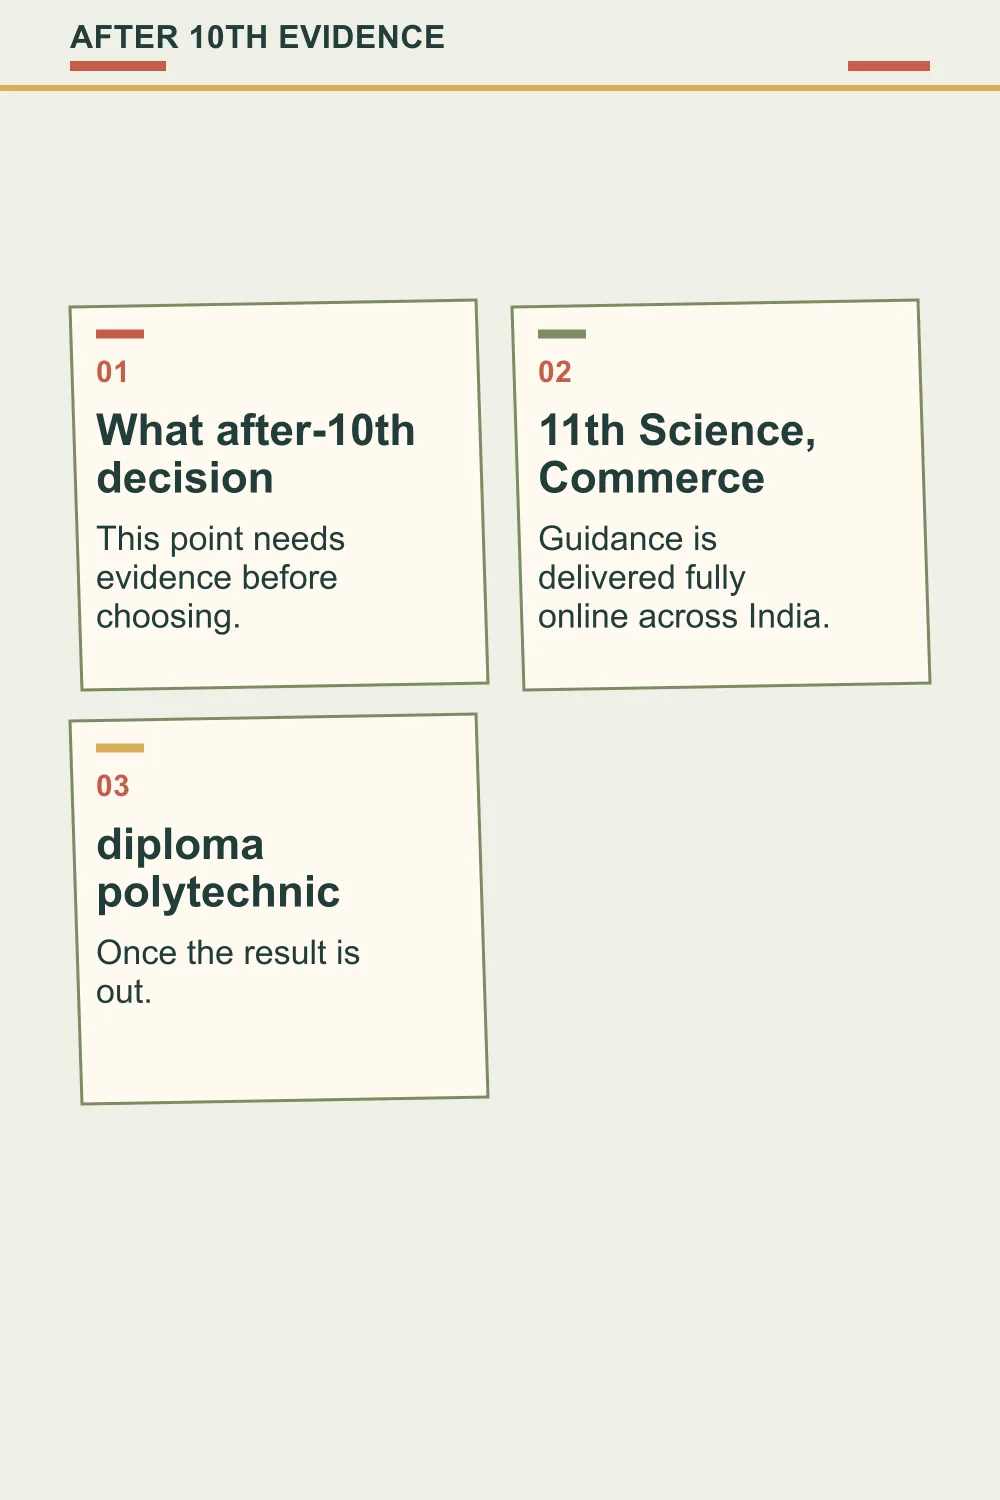 AFTER 10TH EVIDENCE
01
What after-10th
decision
This point needs
evidence before
choosing.
02
11th Science,
Commerce
Guidance is
delivered fully
online across India.
03
diploma
polytechnic
Once the result is
out.